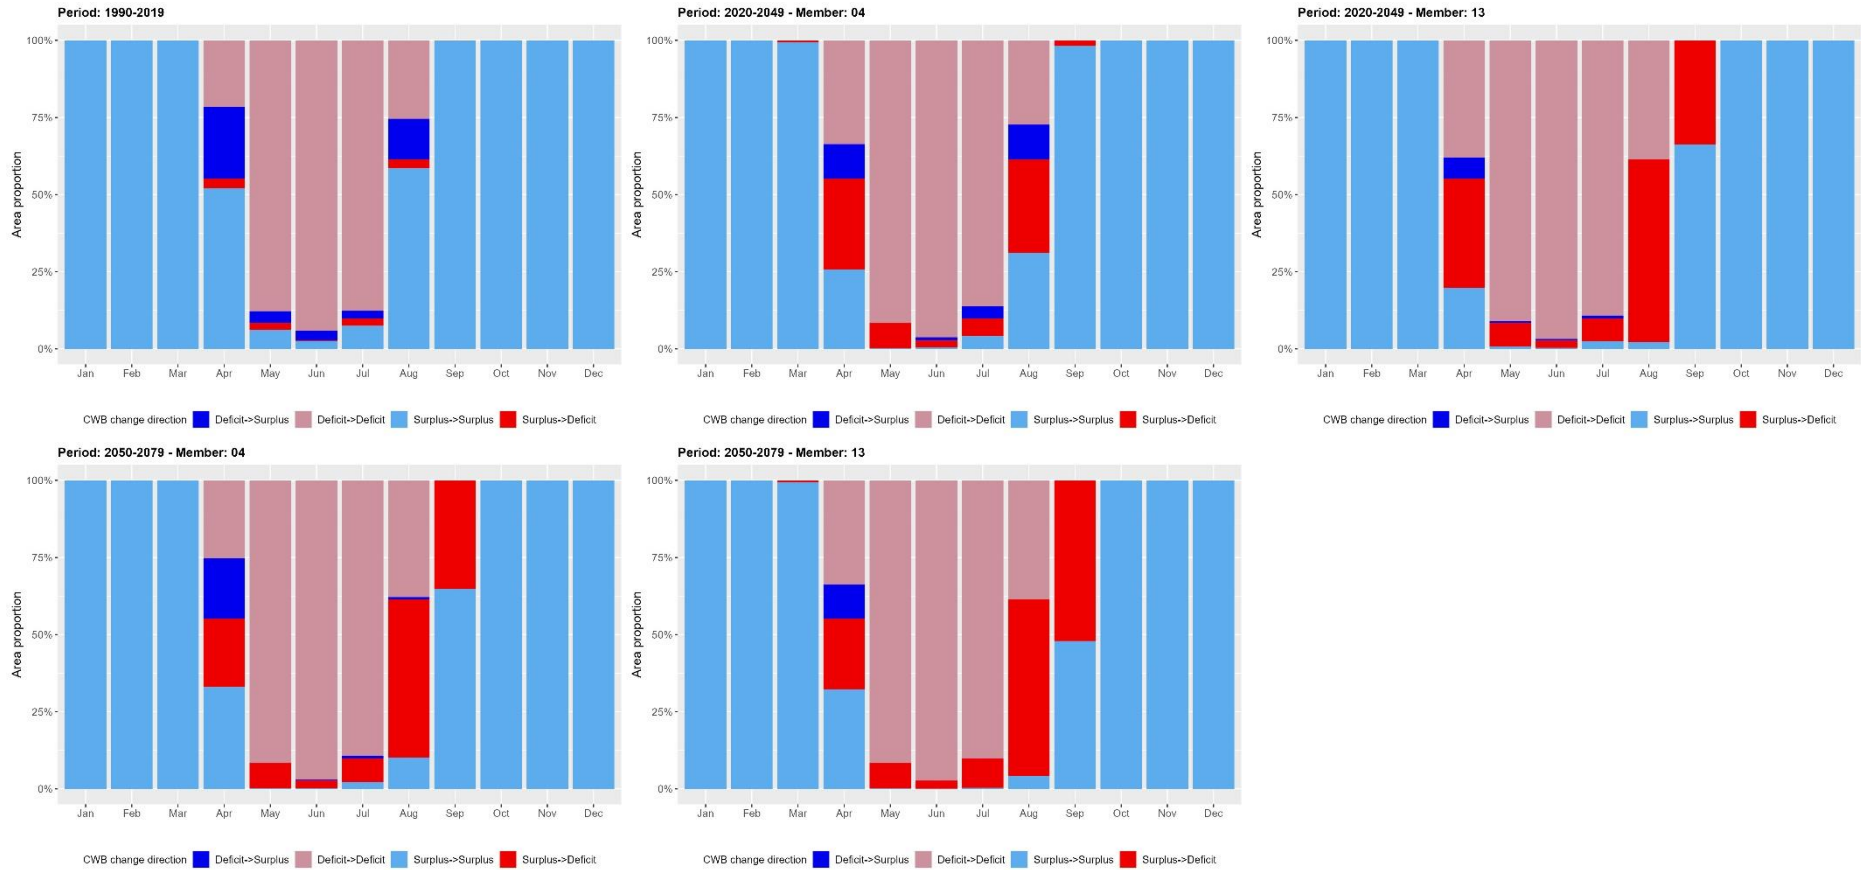 Period: 1990-2019
Area proportion
100%
75%
50%
25%
0%
Jan Feb Mar Apr May Jun Jul Aug Sep Oct Nov Dec
CWB change direction Deficit->Surplus Deficit->Deficit Surplus->Surplus Surplus->Deficit
Period: 2020-2049 - Member: 04
Area proportion
100%
75%
50%
25%
0%
Jan Feb Mar Apr May Jun Jul Aug Sep Oct Nov Dec
CWB change direction Deficit->Surplus Deficit->Deficit Surplus->Surplus Surplus->Deficit
Period: 2020-2049 - Member: 13
Area proportion
100%
75%
50%
25%
0%
Jan Feb Mar Apr May Jun Jul Aug Sep Oct Nov Dec
CWB change direction Deficit->Surplus Deficit->Deficit Surplus->Surplus Surplus->Deficit
Period: 2050-2079 - Member: 04
Area proportion
100%
75%
50%
25%
0%
Jan Feb Mar Apr May Jun Jul Aug Sep Oct Nov Dec
CWB change direction Deficit->Surplus Deficit->Deficit Surplus->Surplus Surplus->Deficit
Period: 2050-2079 - Member: 13
Area proportion
100%
75%
50%
25%
0%
Jan Feb Mar Apr May Jun Jul Aug Sep Oct Nov Dec
CWB change direction Deficit->Surplus Deficit->Deficit Surplus->Surplus Surplus->Deficit